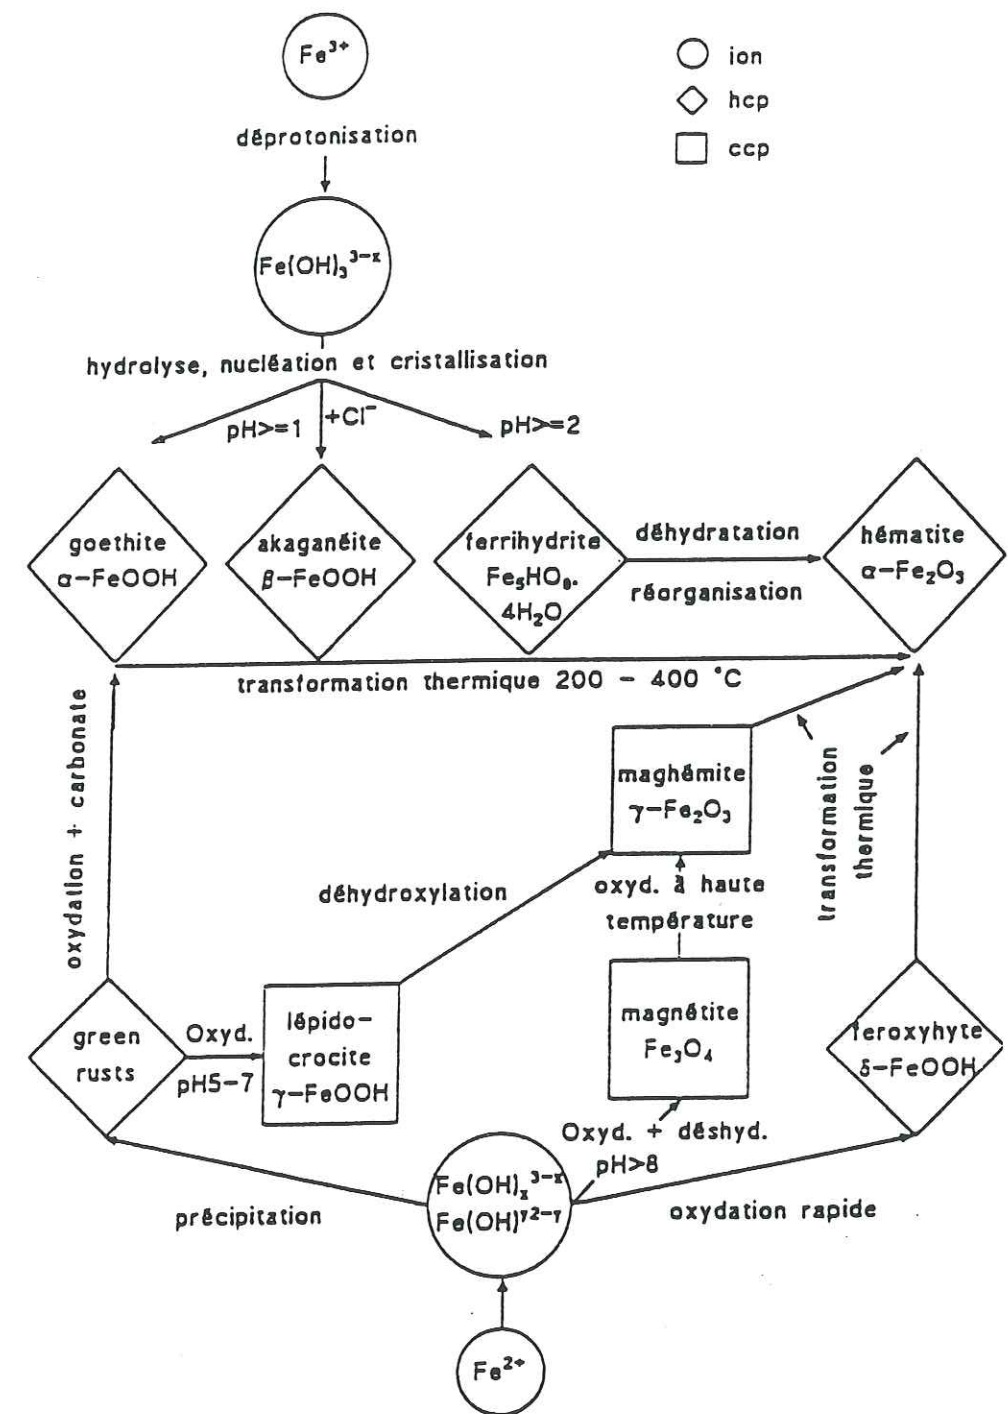 Fe³⁺
ion
hcp
ccp
déprotonisation
Fe(OH)₃³⁻ˣ
hydrolyse, nucléation et cristallisation
pH>=1
+Cl⁻
pH>=2
goethite
α-FeOOH
akaganéite
β-FeOOH
ferrihydrite
Fe₅HO₈.
4H₂O
déhydratation
réorganisation
hématite
α-Fe₂O₃
transformation thermique 200 - 400 °C
oxydation + carbonate
maghémite
γ-Fe₂O₃
transformation
thermique
déhydroxylation
oxyd. à haute
température
green
rusts
Oxyd.
pH5-7
lépido-
crocite
γ-FeOOH
magnétite
Fe₃O₄
feroxyhyte
δ-FeOOH
Oxyd. + déshyd.
pH>8
précipitation
Fe(OH)ₓ³⁻ˣ
Fe(OH)ʸ²⁻ʸ
oxydation rapide
Fe²⁺